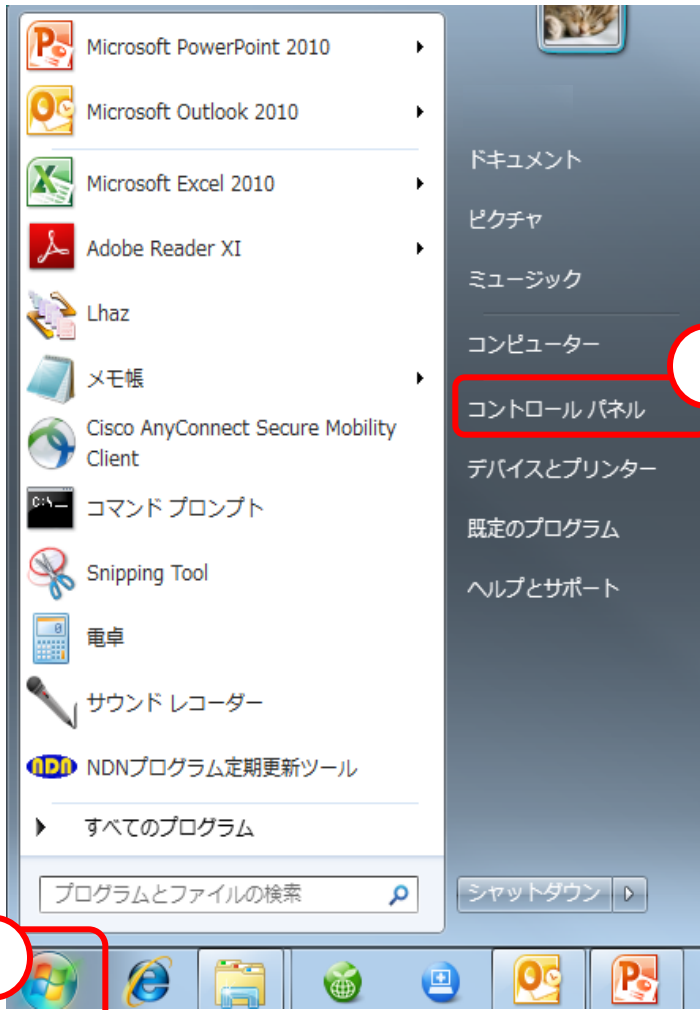 Microsoft PowerPoint 2010
Microsoft Outlook 2010
Microsoft Excel 2010
Adobe Reader XI
Lhaz
メモ帳
Cisco AnyConnect Secure Mobility
Client
C:\_
コマンド プロンプト
Snipping Tool
電卓
サウンド レコーダー
NDN
NDNプログラム定期更新ツール
すべてのプログラム
プログラムとファイルの検索
ドキュメント
ピクチャ
ミュージック
コンピューター
コントロール パネル
デバイスとプリンター
既定のプログラム
ヘルプとサポート
シャットダウン